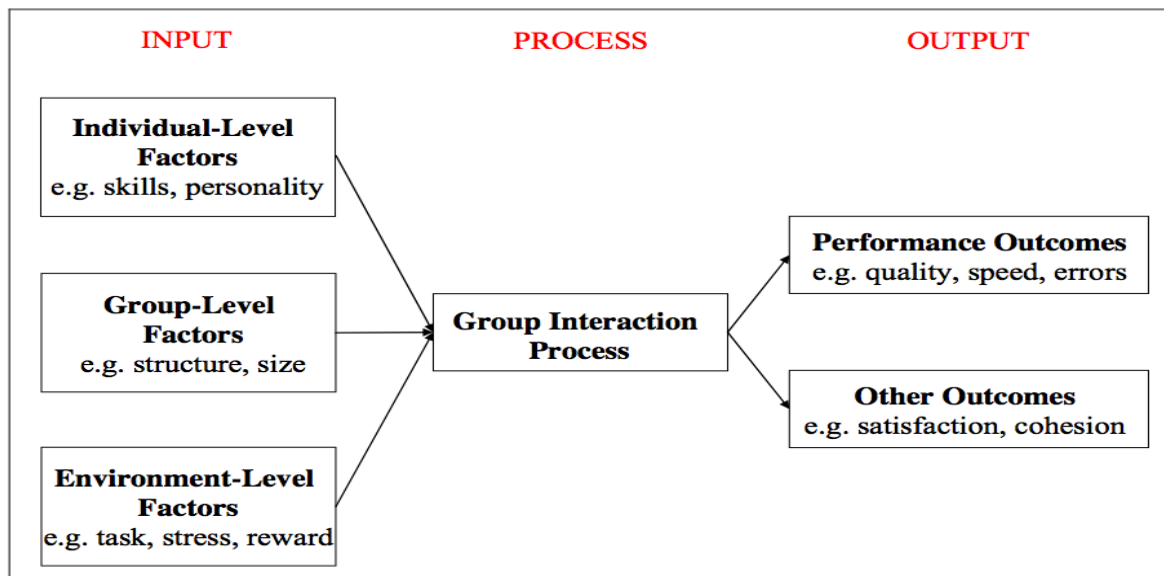 INPUT
PROCESS
OUTPUT
Individual-Level
Factors
e.g. skills, personality
Group-Level
Factors
e.g. structure, size
Environment-Level
Factors
e.g. task, stress, reward
Group Interaction
Process
Performance Outcomes
e.g. quality, speed, errors
Other Outcomes
e.g. satisfaction, cohesion